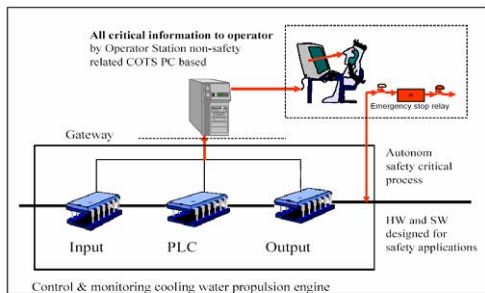 All critical information to operator
by Operator Station non-safety
related COTS PC based
Emergency stop relay
Gateway
Autonom
safety critical
process
Input
PLC
Output
HW and SW
designed for
safety applications
Control & monitoring cooling water propulsion engine